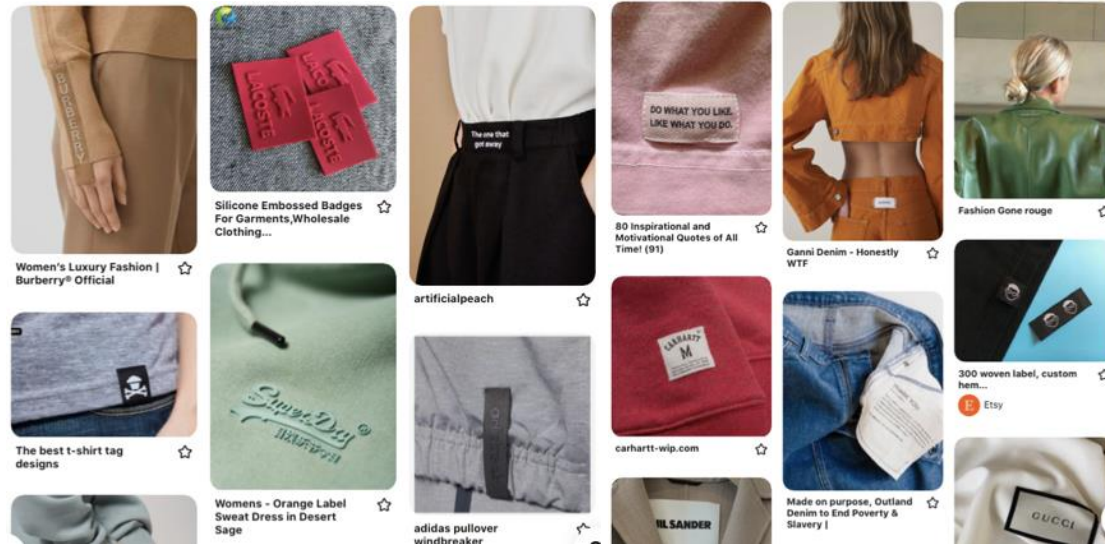 BURBERRY
Women's Luxury Fashion |
Burberry® Official
The best t-shirt tag
designs
LACOSTE
LACOSTE
LACOSTE
Silicone Embossed Badges
For Garments,Wholesale
Clothing...
SuperDry®
Womens - Orange Label
Sweat Dress in Desert
Sage
The one that
got away
artificialpeach
adidas pullover
windbreaker
DO WHAT YOU LIKE.
LIKE WHAT YOU DO.
80 Inspirational and
Motivational Quotes of All
Time! (91)
CARHARTT
M
carhartt-wip.com
IL SANDER
Ganni Denim - Honestly
WTF
THANK YOU
Made on purpose, Outland
Denim to End Poverty &
Slavery |
Fashion Gone rouge
300 woven label, custom
hem...
E Etsy
GUCCI